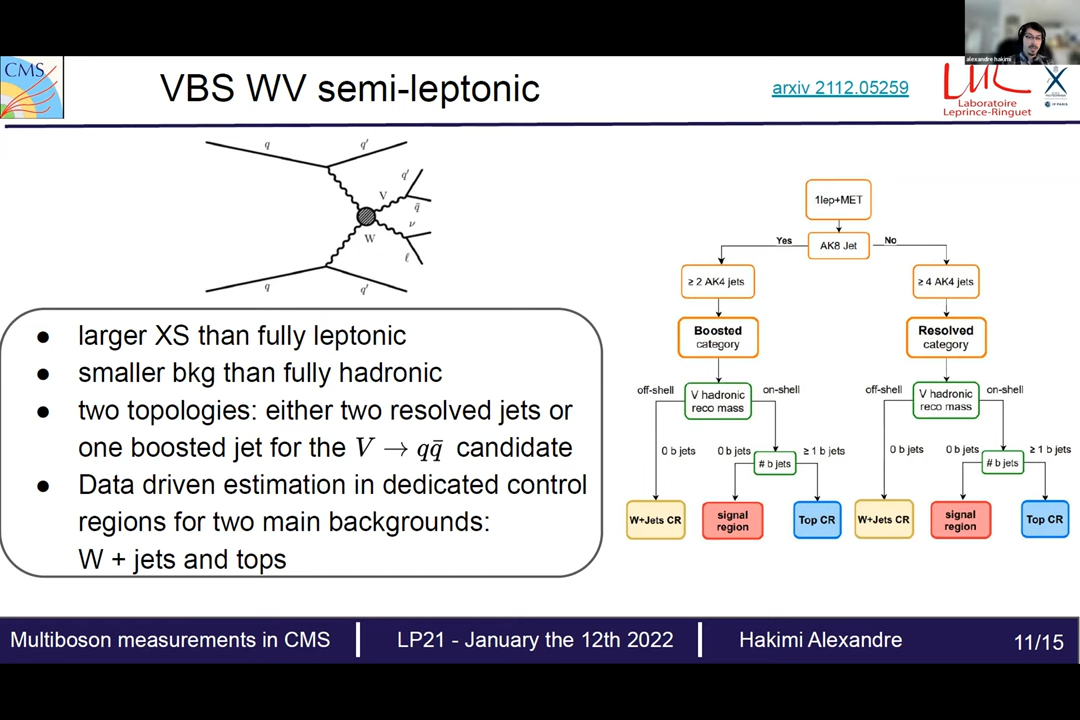 alexandre hakimi
CMS
VBS WV semi-leptonic
arxiv 2112.05259
LLR
Laboratoire
Leprince-Ringuet
IP PARIS
q
q'
q'
V
q̄
ν
W
ℓ
q
q'
larger XS than fully leptonic
smaller bkg than fully hadronic
two topologies: either two resolved jets or
one boosted jet for the V → qq̄ candidate
Data driven estimation in dedicated control
regions for two main backgrounds:
W + jets and tops
1lep+MET
Yes
AK8 Jet
No
≥ 2 AK4 jets
≥ 4 AK4 jets
Boosted
category
Resolved
category
off-shell
V hadronic
reco mass
on-shell
off-shell
V hadronic
reco mass
on-shell
0 b jets
0 b jets
# b jets
≥ 1 b jets
0 b jets
0 b jets
# b jets
≥ 1 b jets
W+Jets CR
signal
region
Top CR
W+Jets CR
signal
region
Top CR
Multiboson measurements in CMS
LP21 - January the 12th 2022
Hakimi Alexandre
11/15